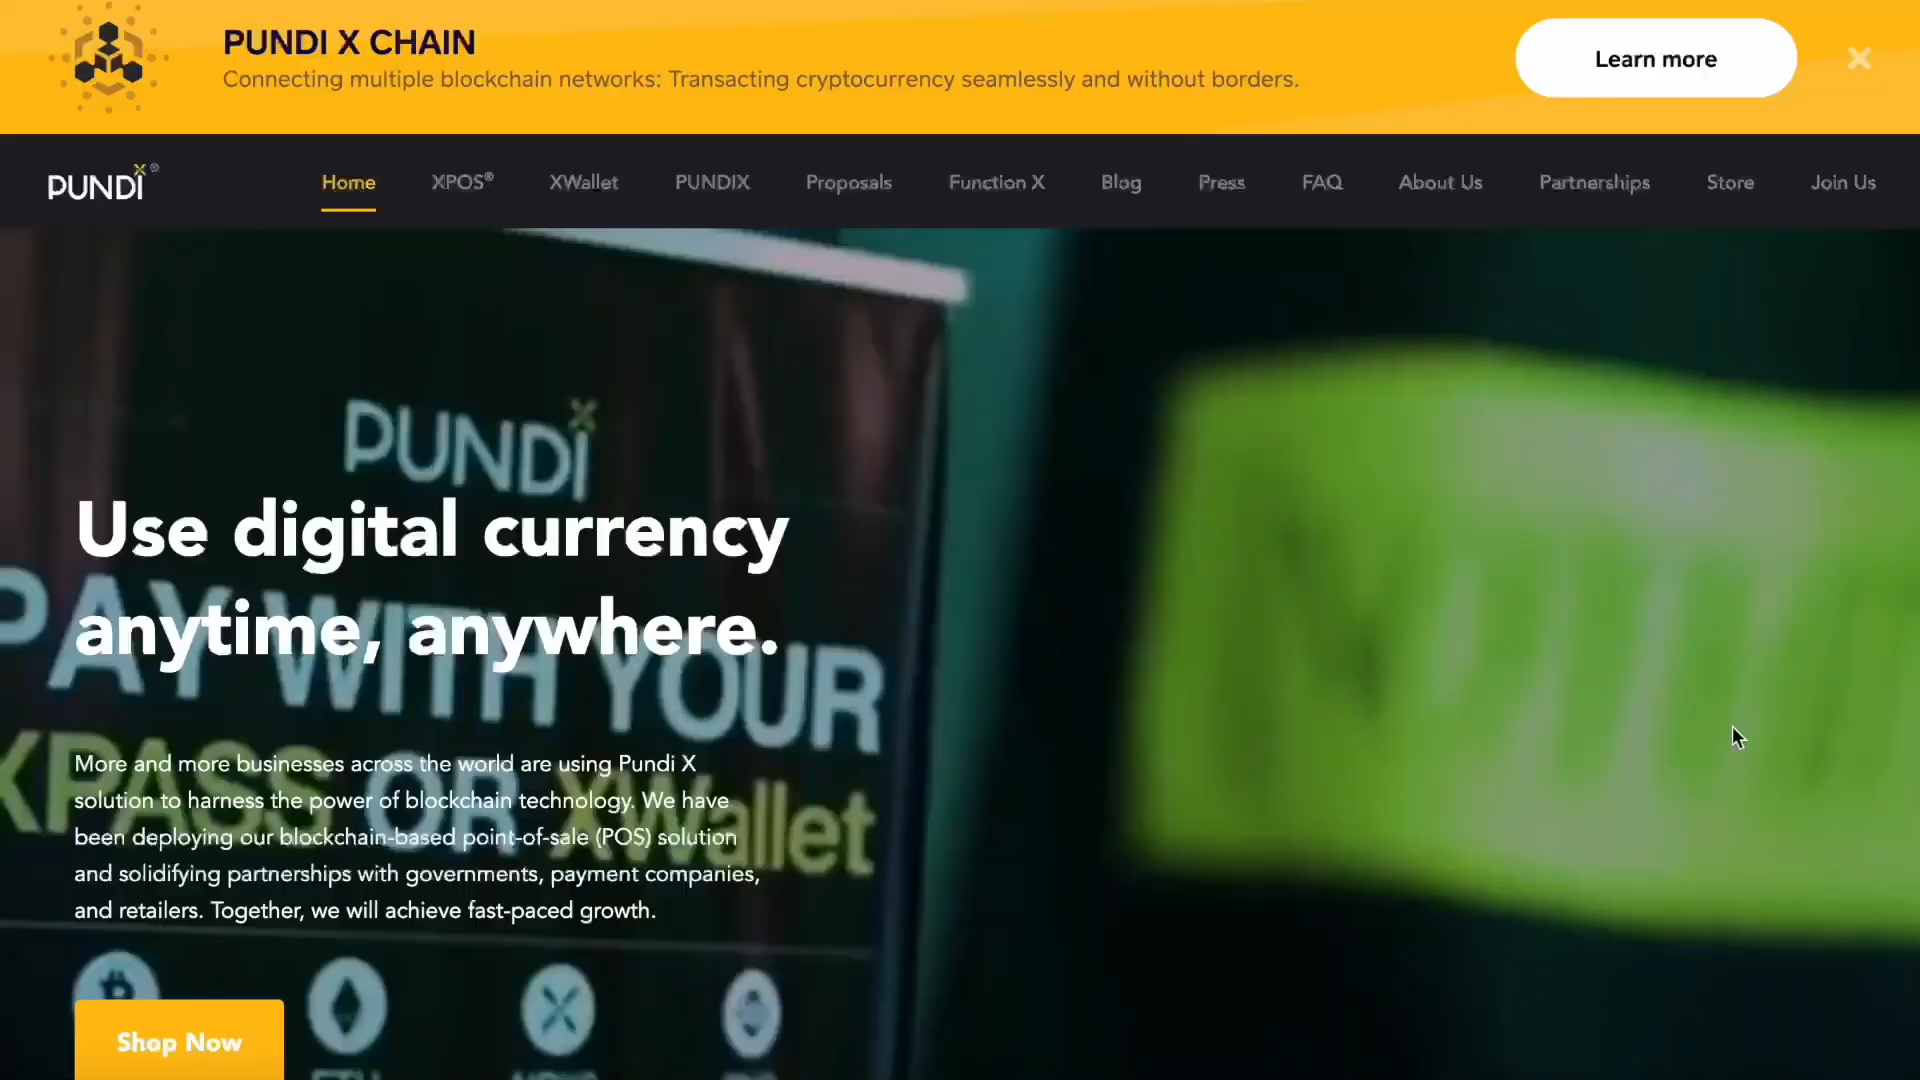 PUNDI X CHAIN
Connecting multiple blockchain networks: Transacting cryptocurrency seamlessly and without borders.
Learn more
PUNDI X ®
Home XPOS® XWallet PUNDIX Proposals Function X Blog Press FAQ About Us Partnerships Store Join Us
PUNDI X
Use digital currency
anytime, anywhere.
PAY WITH YOUR
XPASS OR XWallet
More and more businesses across the world are using Pundi X
solution to harness the power of blockchain technology. We have
been deploying our blockchain-based point-of-sale (POS) solution
and solidifying partnerships with governments, payment companies,
and retailers. Together, we will achieve fast-paced growth.
Shop Now